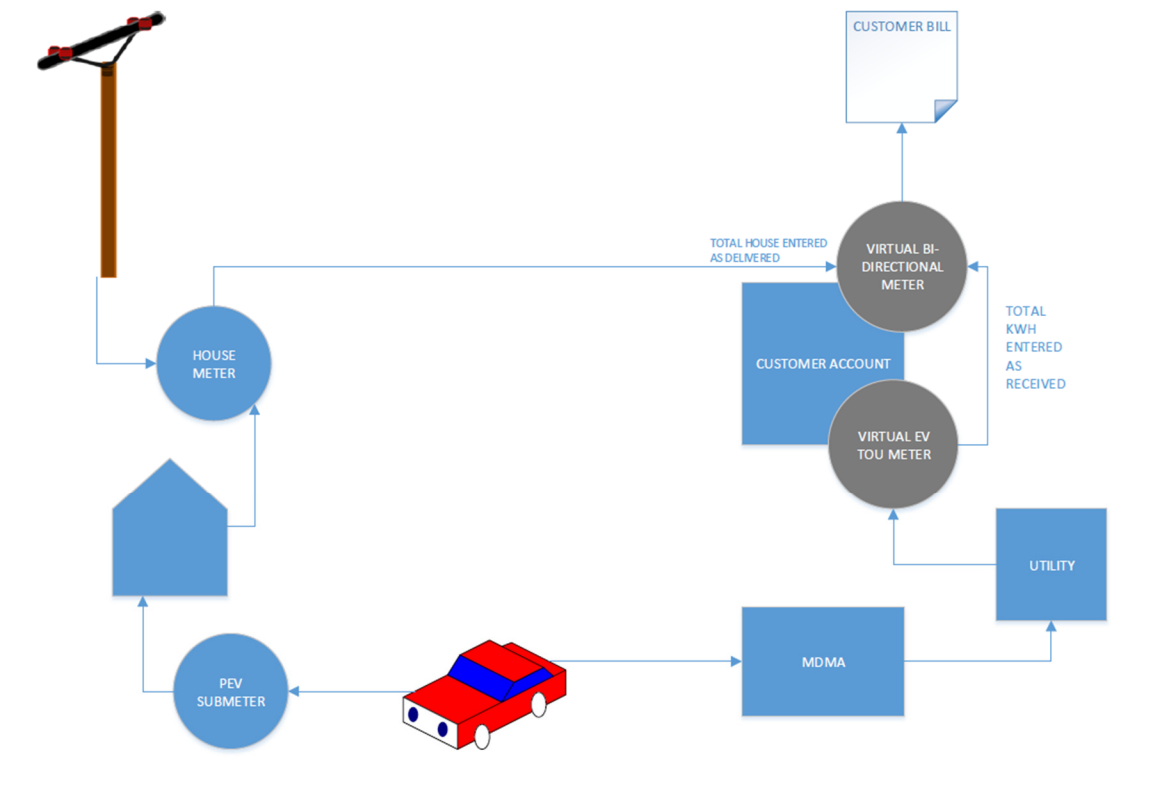 CUSTOMER BILL
TOTAL HOUSE ENTERED
AS DELIVERED
VIRTUAL BI-
DIRECTIONAL
METER
TOTAL
KWH
ENTERED
AS
RECEIVED
HOUSE
METER
CUSTOMER ACCOUNT
VIRTUAL EV
TOU METER
UTILITY
MDMA
PEV
SUBMETER